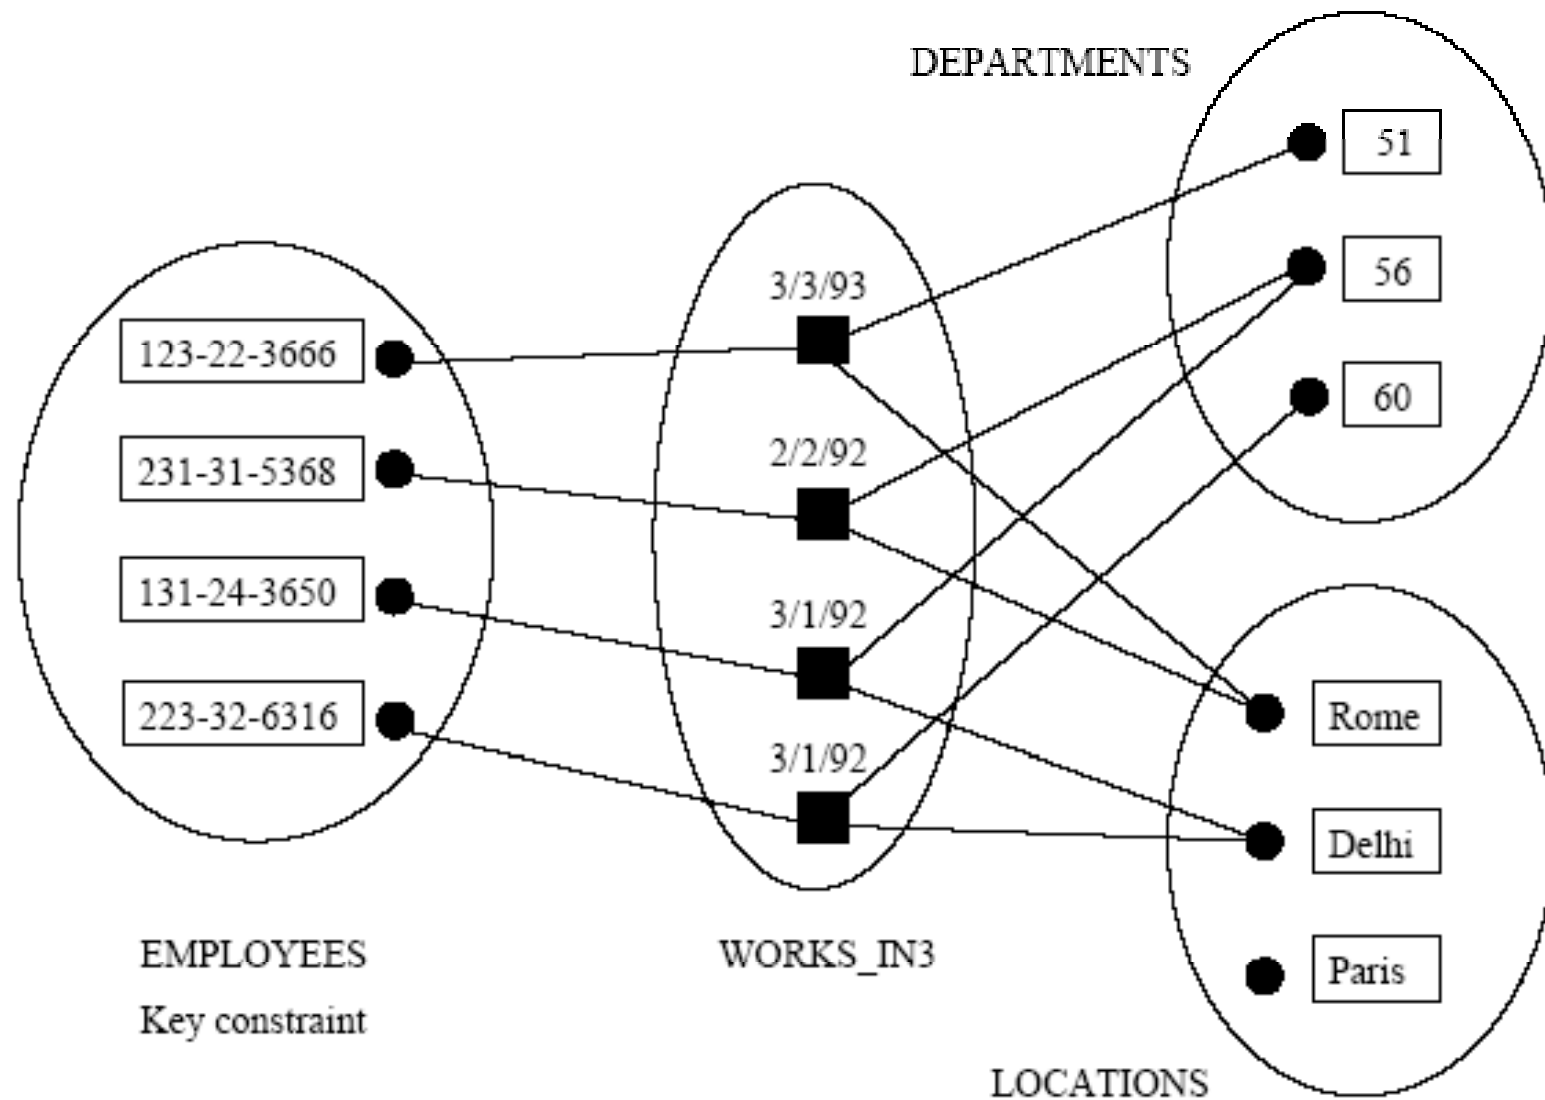 DEPARTMENTS
51
56
60
3/3/93
2/2/92
3/1/92
3/1/92
123-22-3666
231-31-5368
131-24-3650
223-32-6316
Rome
Delhi
Paris
EMPLOYEES
Key constraint
WORKS_IN3
LOCATIONS